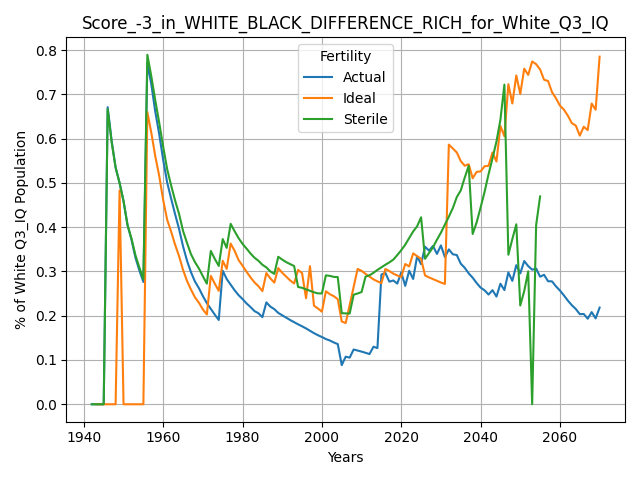 Score_-3_in_WHITE_BLACK_DIFFERENCE_RICH_for_White_Q3_IQ
Fertility
Actual
Ideal
Sterile
% of White Q3_IQ Population
0.8
0.7
0.6
0.5
0.4
0.3
0.2
0.1
0.0
1940 1960 1980 2000 2020 2040 2060
Years